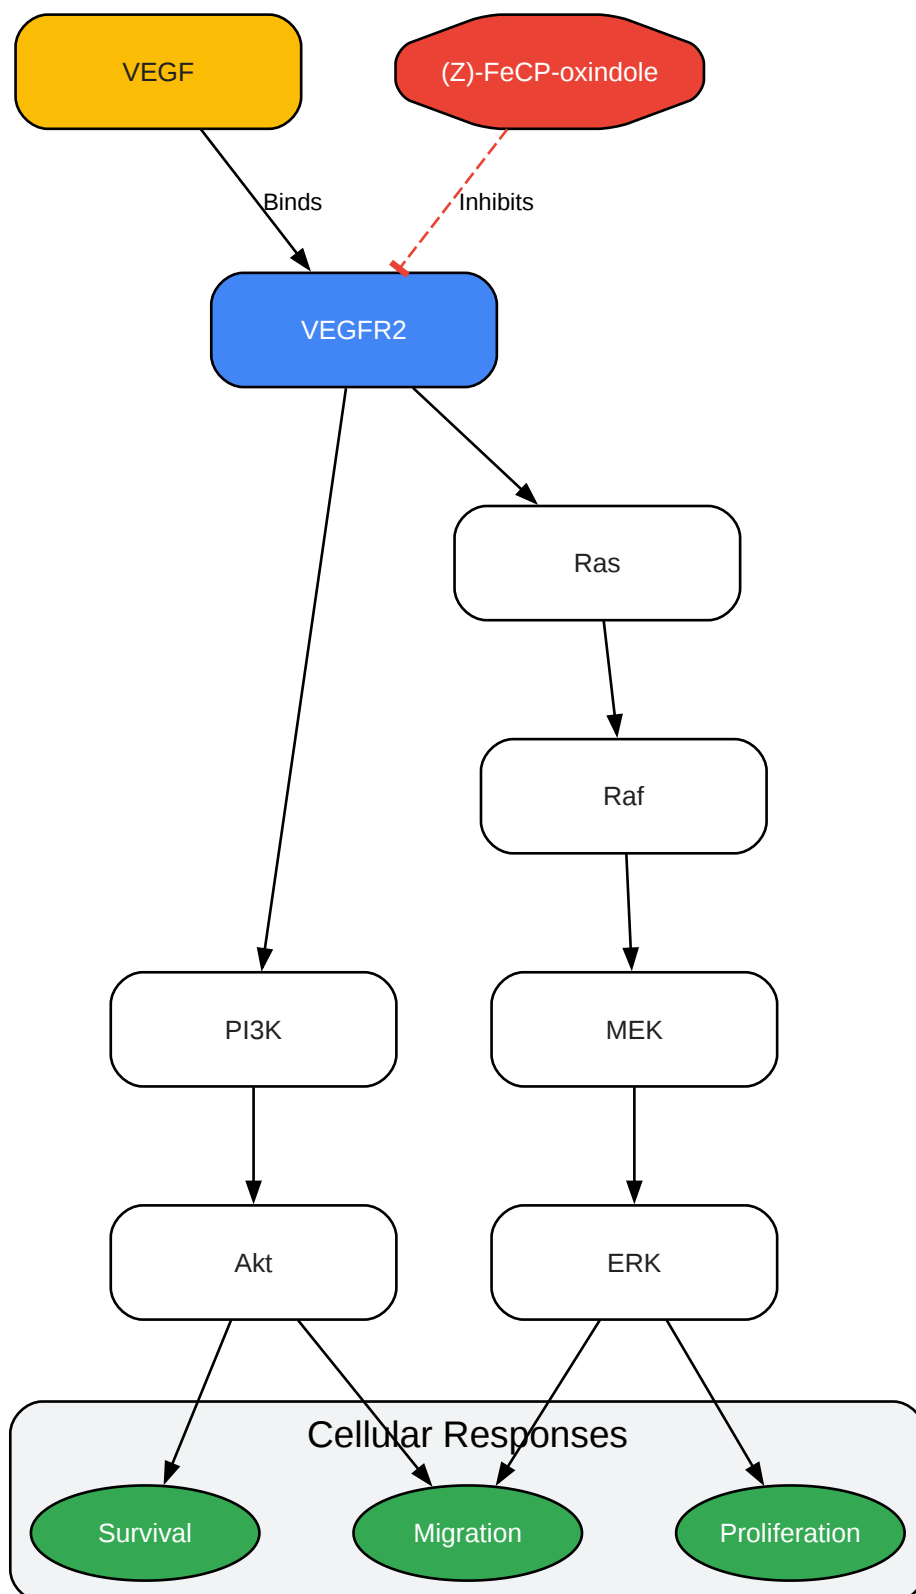 VEGF
(Z)-FeCP-oxindole
Binds
Inhibits
VEGFR2
Ras
Raf
PI3K
MEK
Akt
ERK
Cellular Responses
Survival
Migration
Proliferation